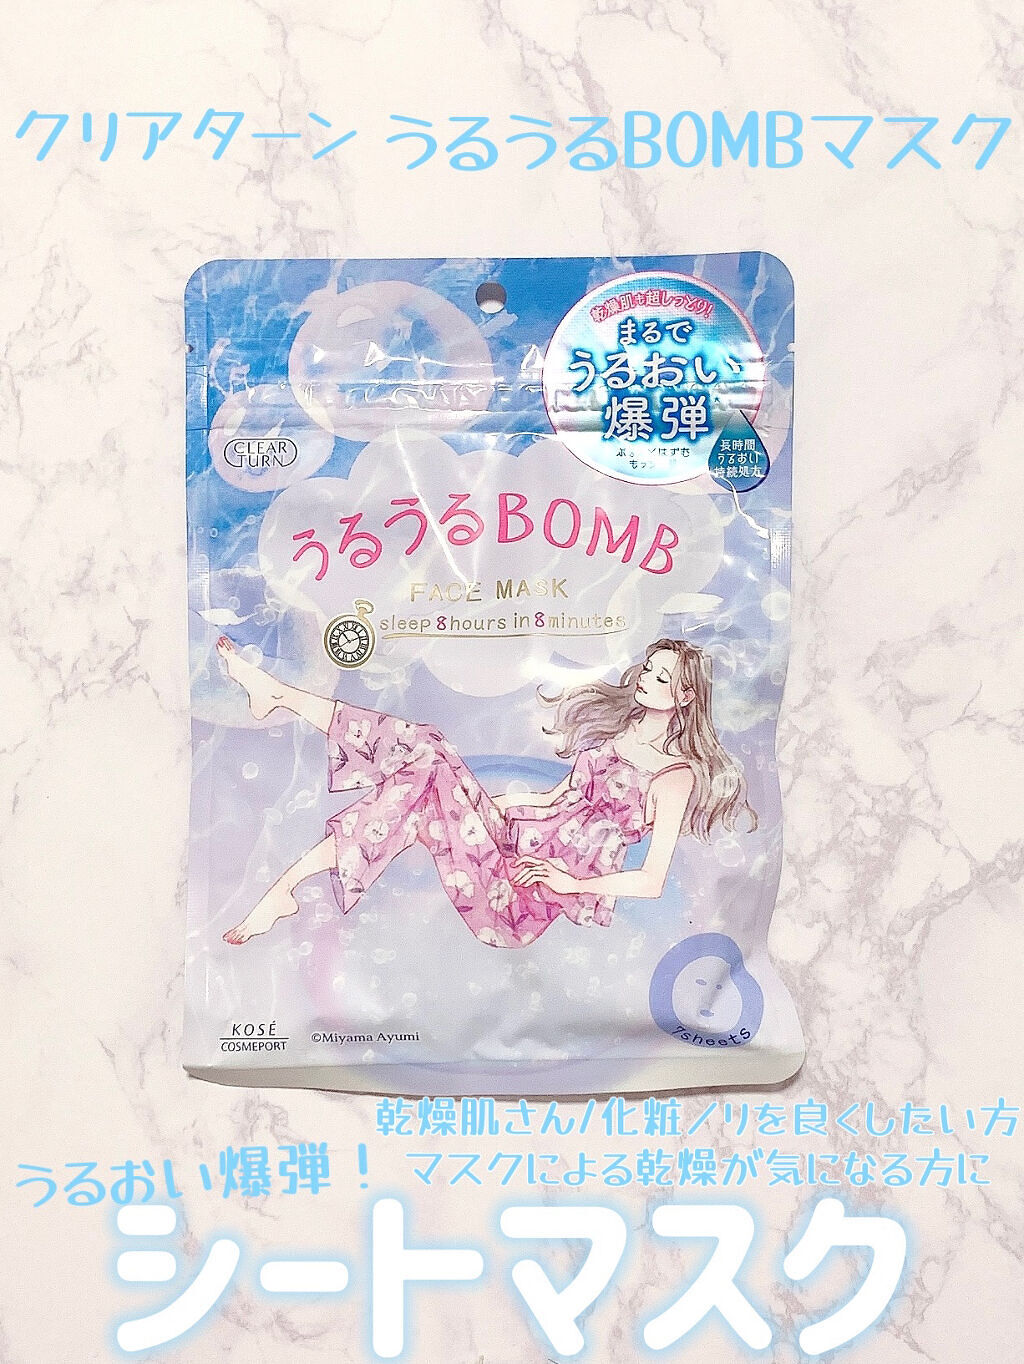 クリアターン うるうるBOMBマスク
乾燥肌も超しっとり!
まるで
うるおい
爆弾
長時間
うるおい
持続処方
CLEAR
TURN
うるうるBOMB
FACE MASK
sleep 8hours in 8minutes
7sheets
KOSÉ
COSMEPORT
©Miyama Ayumi
乾燥肌さん/化粧ノリを良くしたい方
マスクによる乾燥が気になる方に
うるおい爆弾!
シートマスク